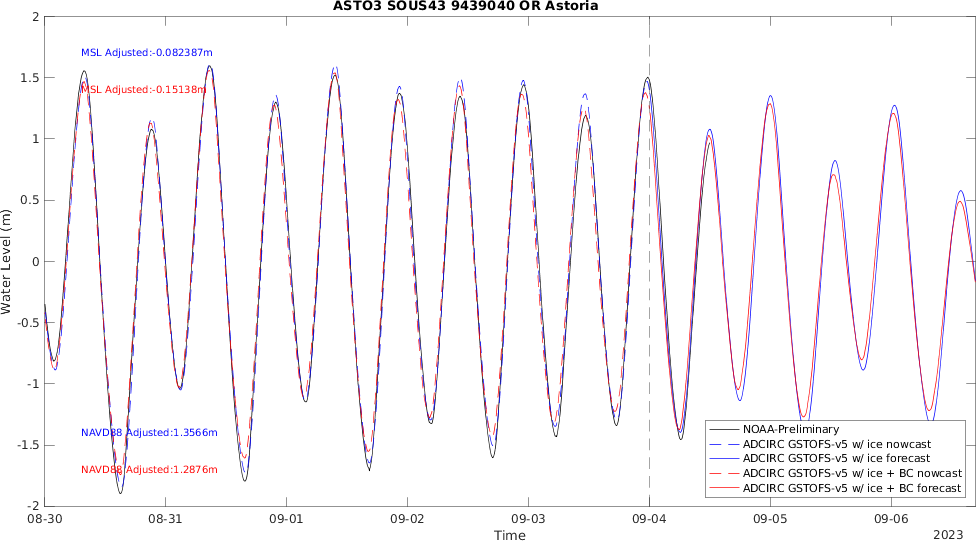 ASTO3 SOUS43 9439040 OR Astoria
2
1.5
1
0.5
0
-0.5
-1
-1.5
-2
Water Level (m)
MSL Adjusted:-0.082387m
MSL Adjusted:-0.15138m
NAVD88 Adjusted:1.3566m
NAVD88 Adjusted:1.2876m
NOAA-Preliminary
ADCIRC GSTOFS-v5 w/ ice nowcast
ADCIRC GSTOFS-v5 w/ ice forecast
ADCIRC GSTOFS-v5 w/ ice + BC nowcast
ADCIRC GSTOFS-v5 w/ ice + BC forecast
08-30 08-31 09-01 09-02 09-03 09-04 09-05 09-06
Time
2023